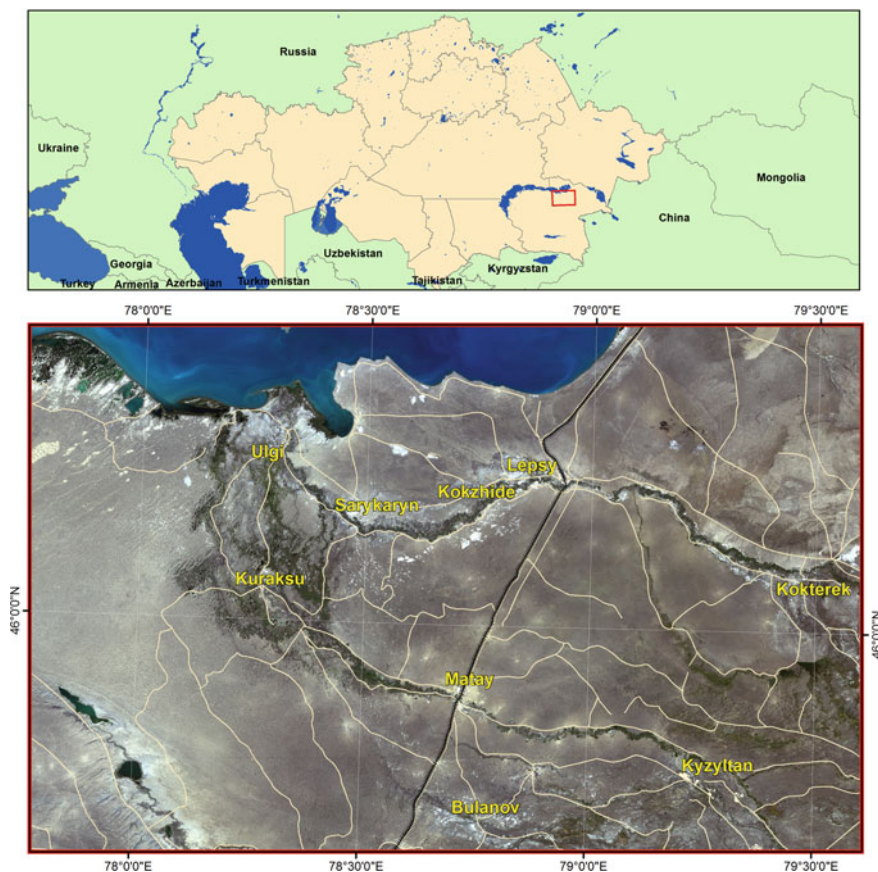 Russia
Ukraine
Mongolia
China
Georgia
Uzbekistan
Kyrgyzstan
Turkey
Armenia
Azerbaijan
Turkmenistan
Tajikistan
78°0'0"E
78°30'0"E
79°0'0"E
79°30'0"E
Ulgi
Lepsy
Kokzhide
Sarykaryn
Kuraksu
Kokterek
46°0'0"N
46°0'0"N
Matay
Kyzyltan
Bulanov
78°0'0"E
78°30'0"E
79°0'0"E
79°30'0"E